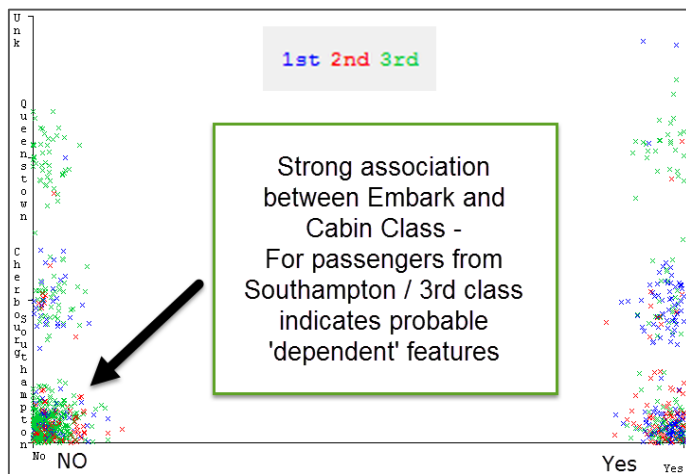 Unk
1st 2nd 3rd
Queenstown
Strong association
between Embark and
Cabin Class -
For passengers from
Southampton / 3rd class
indicates probable
'dependent' features
Cherbourg
Southampton
No
NO
Yes
Yes